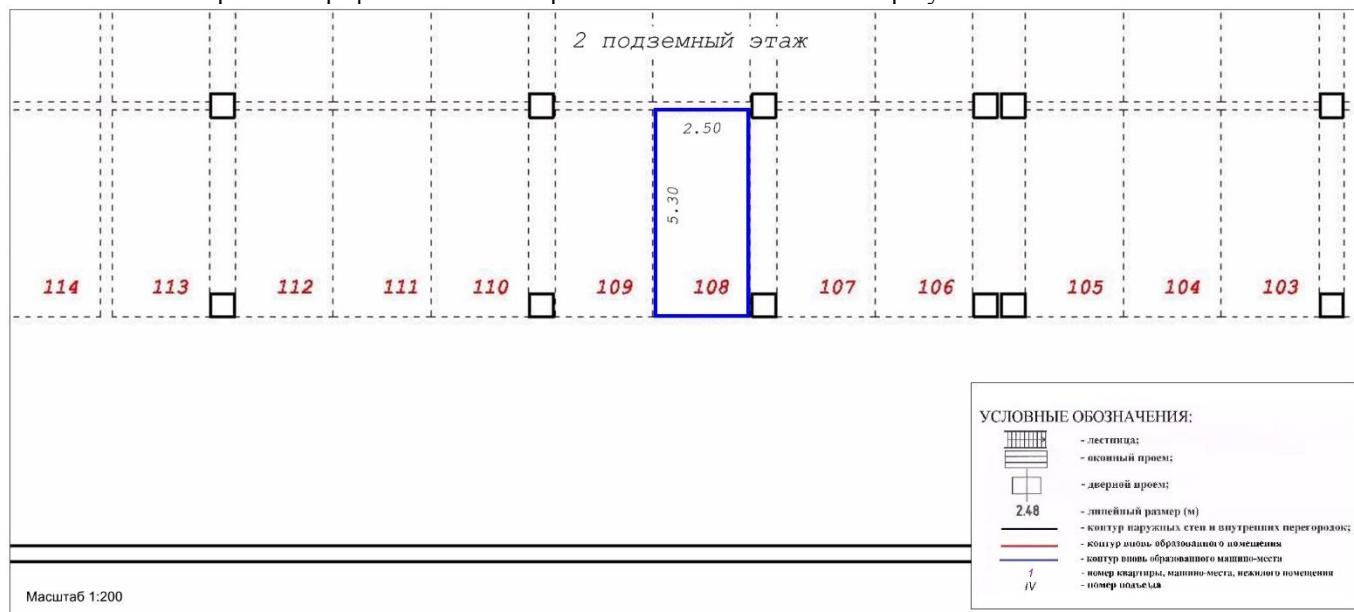 2 подземный этаж
2.50
5.30
114 113 112 111 110 109 108 107 106 105 104 103
УСЛОВНЫЕ ОБОЗНАЧЕНИЯ:
- лестница;
- оконный проем;
- дверной проем;
2.48 - линейный размер (м)
- контур наружных стен и внутренних перегородок;
- контур вновь образованного помещения
- контур вновь образованного машино-места
1 - номер квартиры, машино-места, нежилого помещения
IV - номер подъезда
Масштаб 1:200